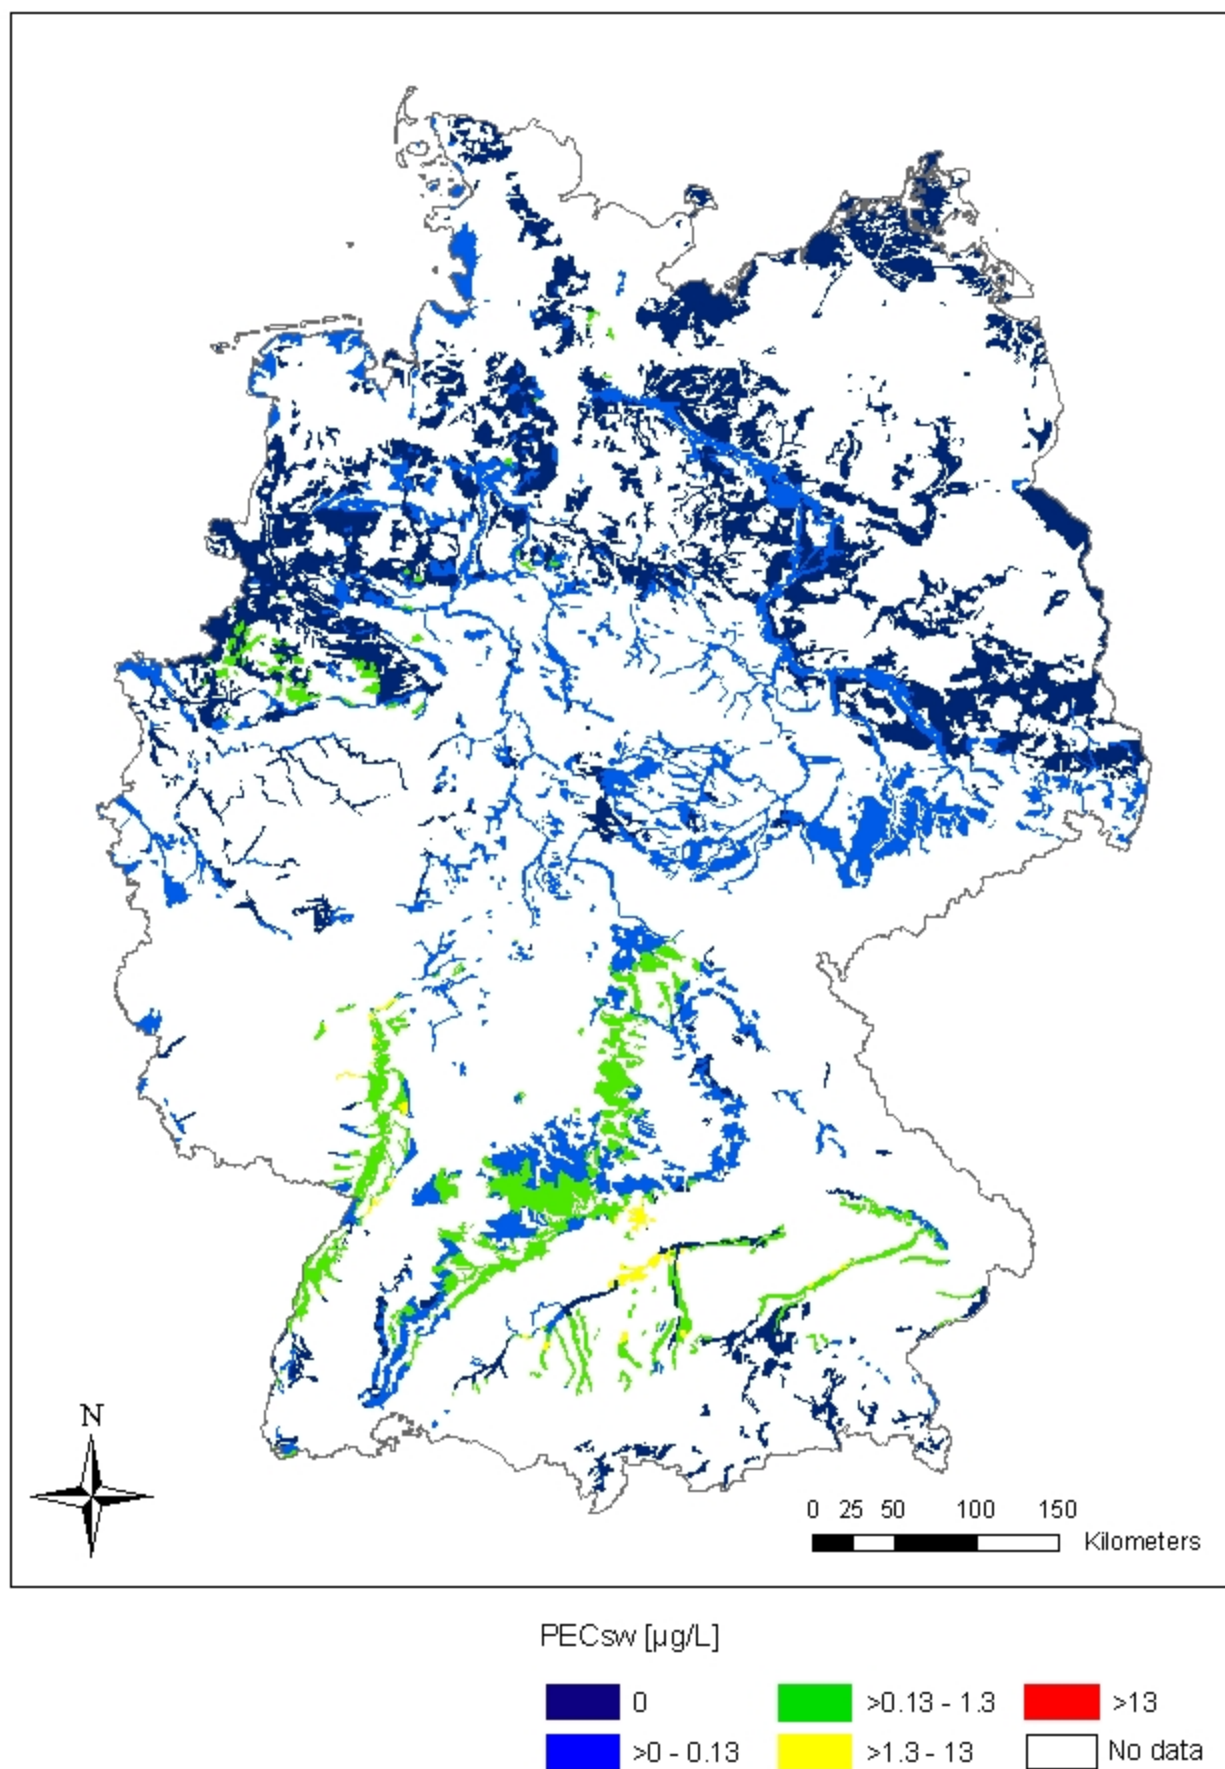 N
0 25 50 100 150
Kilometers
PECsw [µg/L]
0 >0.13 - 1.3 >13
>0 - 0.13 >1.3 - 13 No data